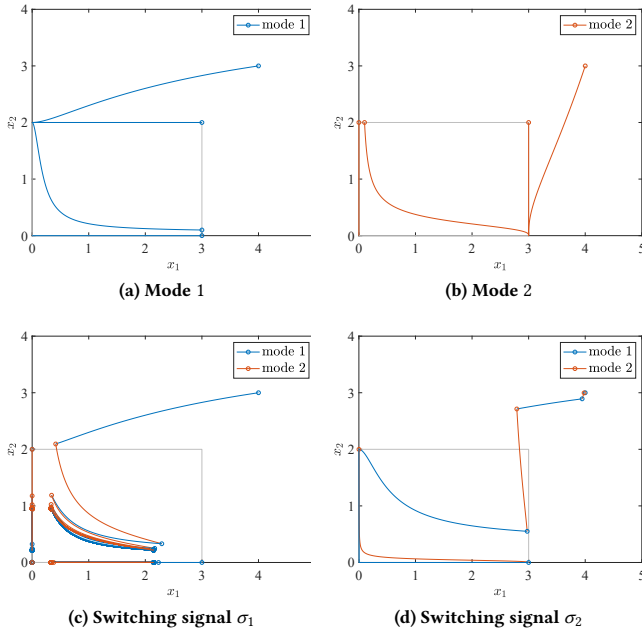 5
4
3
2
1
0
0 1 2 3 4
x₂
x₁
mode 1
(a) Mode 1
4
3
2
1
0
0 1 2 3 4 5
x₂
x₁
mode 2
(b) Mode 2
4
3
2
1
0
0 1 2 3 4
x₂
x₁
mode 1
mode 2
(c) Switching signal σ₁
4
3
2
1
0
0 1 2 3 4 5
x₂
x₁
mode 1
mode 2
(d) Switching signal σ₂